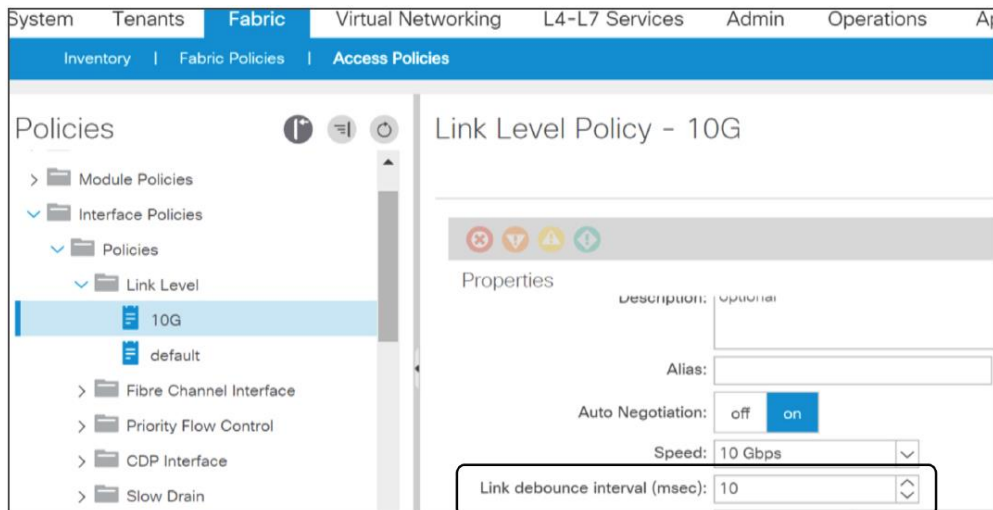 System Tenants Fabric Virtual Networking L4-L7 Services Admin Operations
Inventory | Fabric Policies | Access Policies
Policies
Module Policies
Interface Policies
Policies
Link Level
10G
default
Fibre Channel Interface
Priority Flow Control
CDP Interface
Slow Drain
Link Level Policy - 10G
Properties
Description: optional
Alias:
Auto Negotiation: off on
Speed: 10 Gbps
Link debounce interval (msec): 10